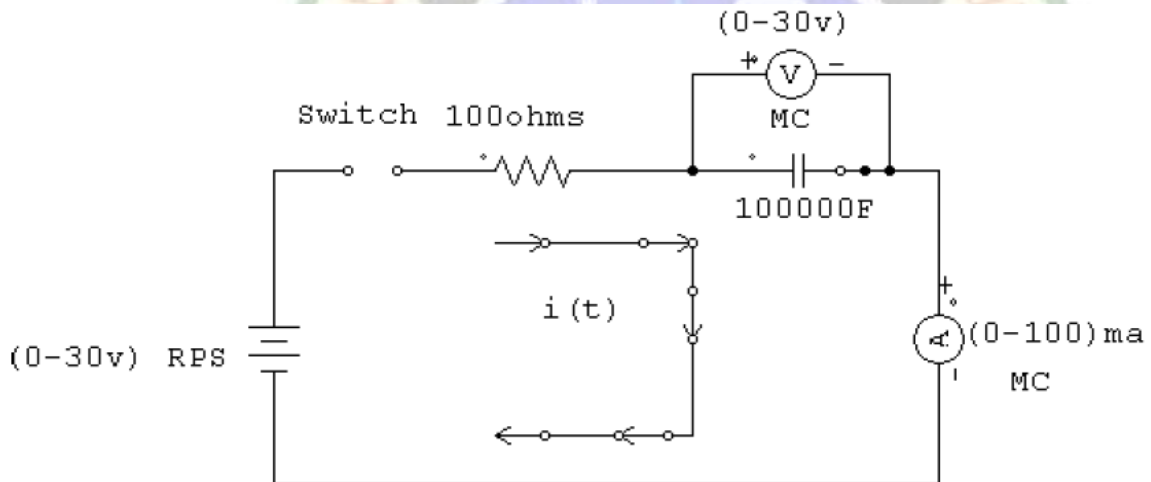 (0-30v)
+ V -
MC
Switch 100ohms
100000F
i(t)
(0-30v) RPS
+
A (0-100)ma
-
MC